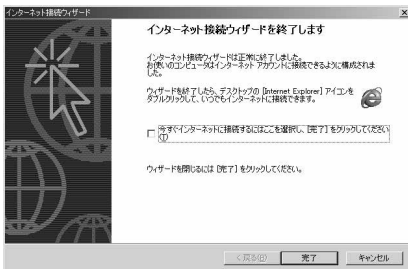 インターネット接続ウィザード
インターネット接続ウィザードを終了します
インターネット接続ウィザードは正常に終了しました。
お使いのコンピュータはインターネット アカウントに接続できるように構成されま
した。
ウィザードを終了したら、デスクトップの [Internet Explorer] アイコンを
ダブルクリックして、いつでもインターネットに接続できます。
今すぐインターネットに接続するにはここを選択し、[完了] をクリックしてください
(I)
ウィザードを閉じるには [完了] をクリックしてください。
< 戻る(B) 完了 キャンセル